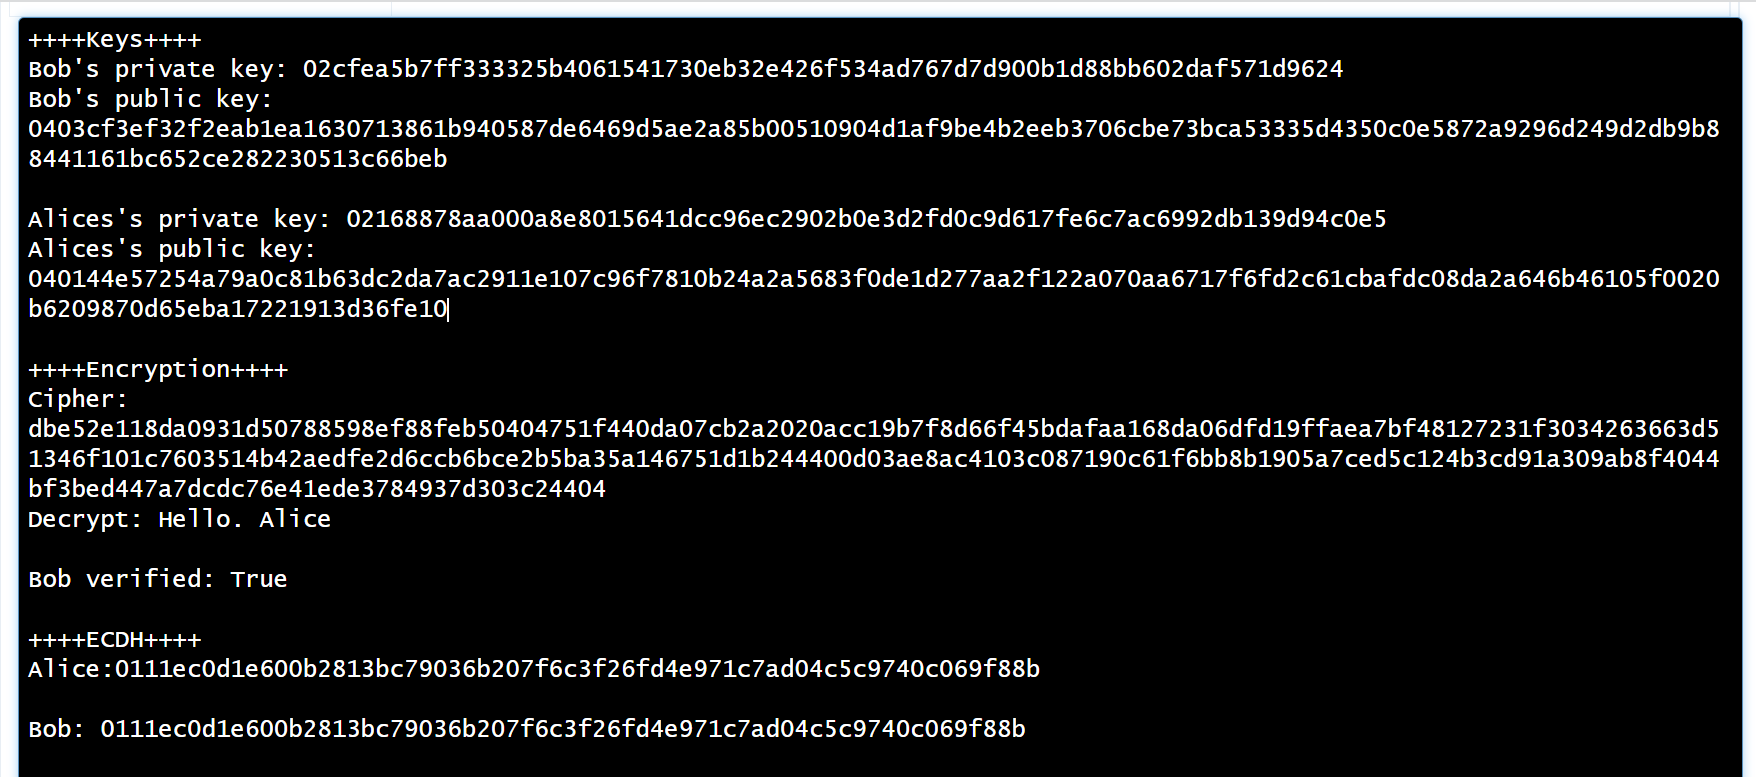 ++++Keys++++
Bob's private key: 02cfea5b7ff333325b4061541730eb32e426f534ad767d7d900b1d88bb602daf571d9624
Bob's public key:
0403cf3ef32f2eab1ea1630713861b940587de6469d5ae2a85b00510904d1af9be4b2eeb3706cbe73bca53335d4350c0e5872a9296d249d2db9b8
8441161bc652ce282230513c66beb
Alices's private key: 02168878aa000a8e8015641dcc96ec2902b0e3d2fd0c9d617fe6c7ac6992db139d94c0e5
Alices's public key:
040144e57254a79a0c81b63dc2da7ac2911e107c96f7810b24a2a5683f0de1d277aa2f122a070aa6717f6fd2c61cbafdc08da2a646b46105f0020
b6209870d65eba17221913d36fe10
++++Encryption++++
Cipher:
dbe52e118da0931d50788598ef88feb50404751f440da07cb2a2020acc19b7f8d66f45bdafaa168da06dfd19ffaea7bf48127231f3034263663d5
1346f101c7603514b42aedfe2d6ccb6bce2b5ba35a146751d1b244400d03ae8ac4103c087190c61f6bb8b1905a7ced5c124b3cd91a309ab8f4044
bf3bed447a7dcdc76e41ede3784937d303c24404
Decrypt: Hello. Alice
Bob verified: True
++++ECDH++++
Alice:0111ec0d1e600b2813bc79036b207f6c3f26fd4e971c7ad04c5c9740c069f88b
Bob: 0111ec0d1e600b2813bc79036b207f6c3f26fd4e971c7ad04c5c9740c069f88b